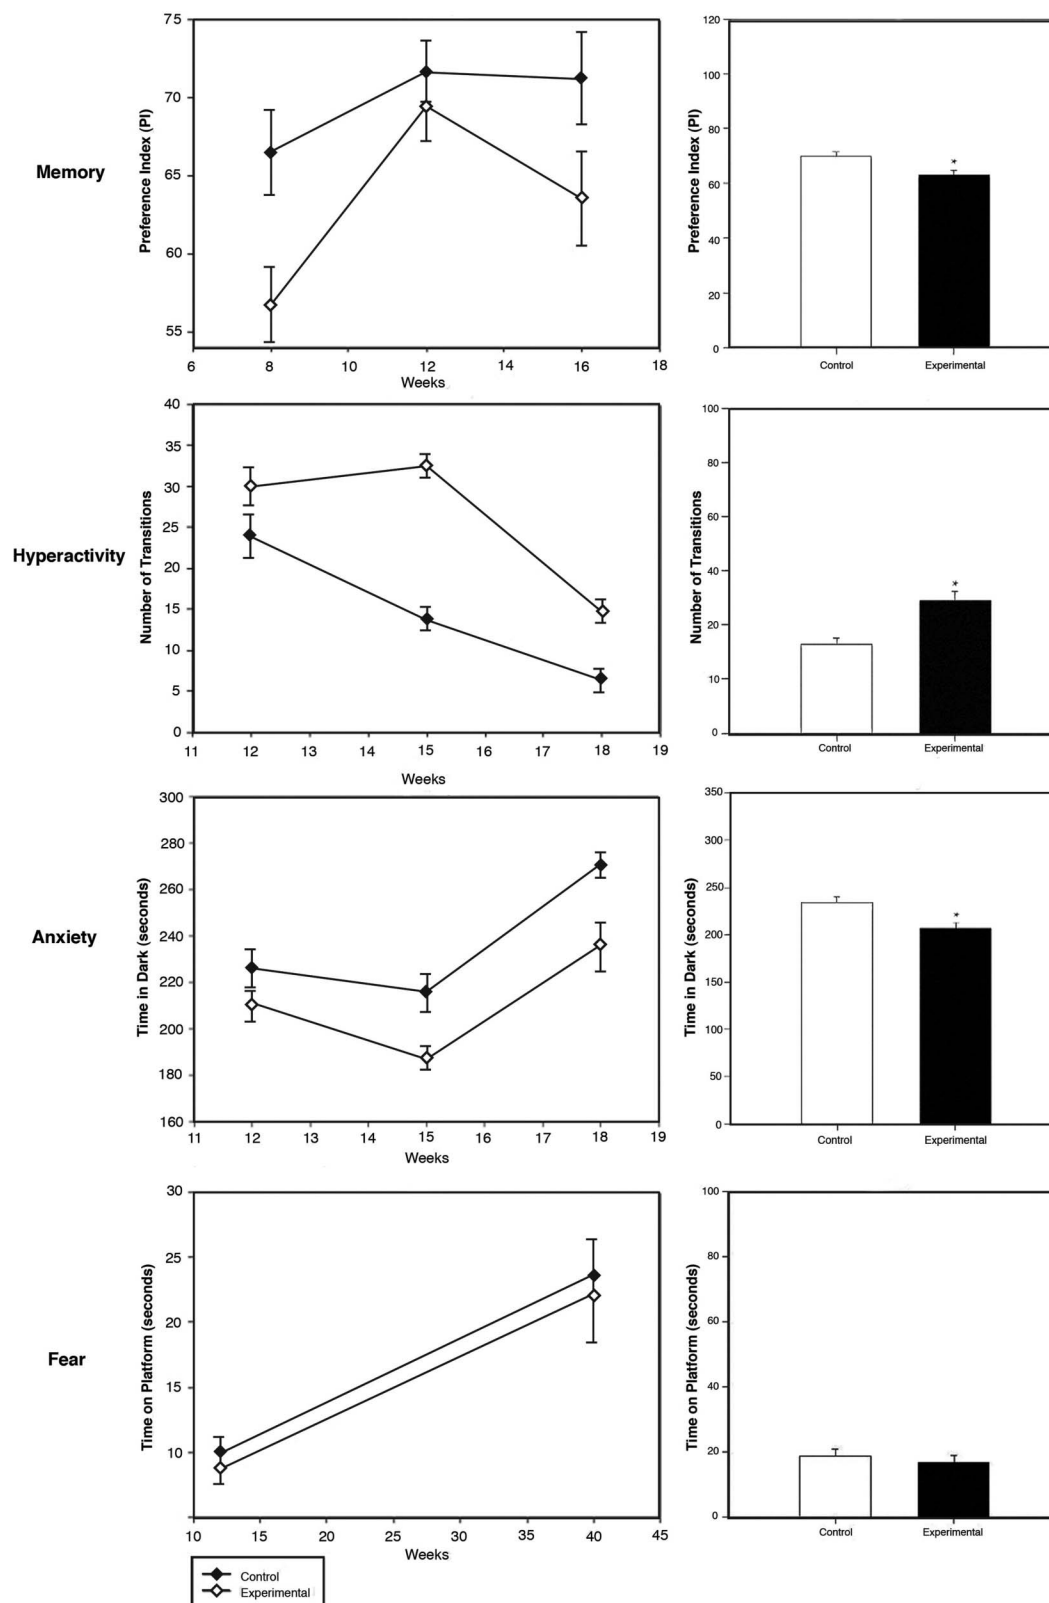 Memory
Preference Index (PI)
75
70
65
60
55
6 8 10 12 14 16 18
Weeks
Preference Index (PI)
120
100
80
60
40
20
0
*
Control Experimental
Hyperactivity
Number of Transitions
40
35
30
25
20
15
10
5
0
11 12 13 14 15 16 17 18 19
Weeks
Number of Transitions
100
80
60
30
20
10
0
*
Control Experimental
Anxiety
Time in Dark (seconds)
300
280
260
240
220
200
180
160
11 12 13 14 15 16 17 18 19
Weeks
Time in Dark (seconds)
350
300
250
200
150
100
50
0
*
Control Experimental
Fear
Time on Platform (seconds)
30
25
22
15
10
10 15 20 25 30 35 40 45
Weeks
Time on Platform (seconds)
100
80
60
40
20
0
Control Experimental
Control
Experimental